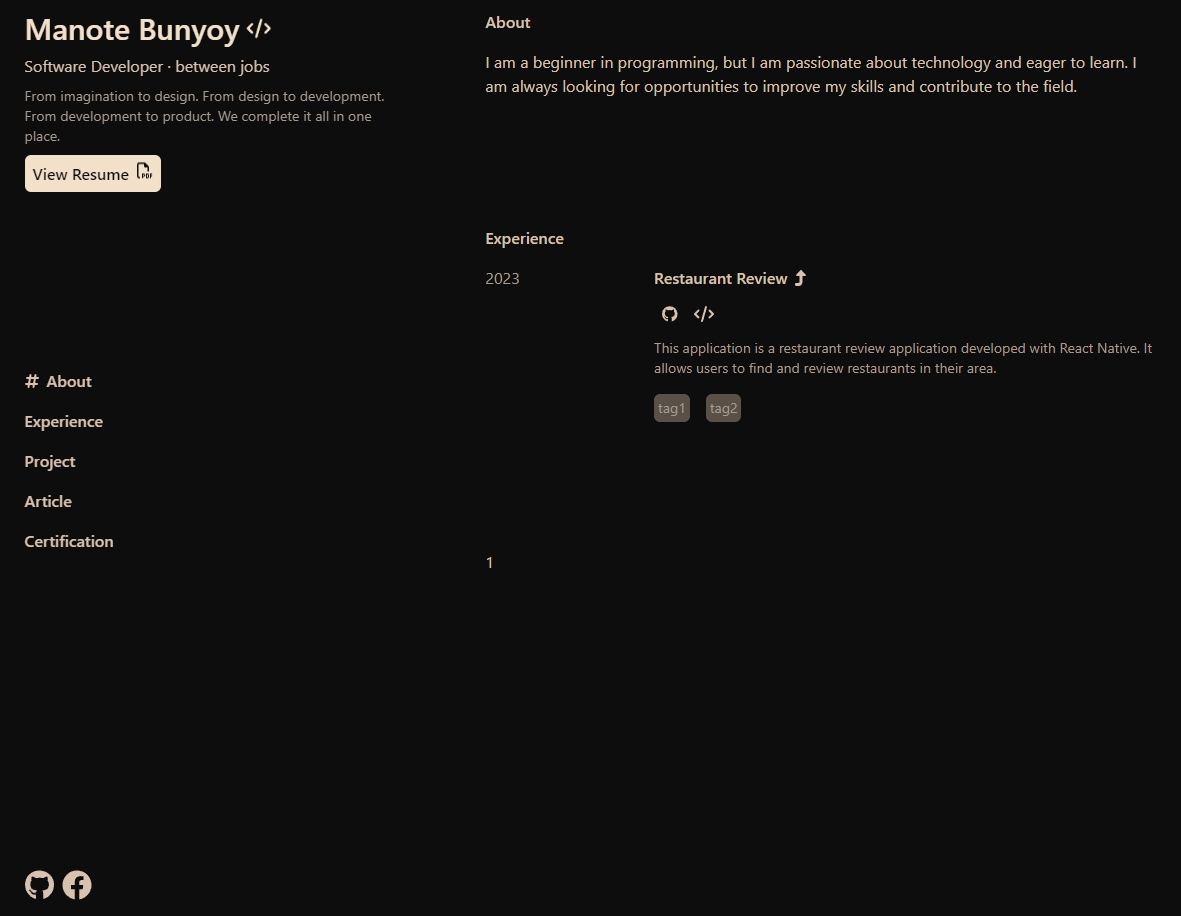 Manote Bunyoy </>
Software Developer · between jobs
From imagination to design. From design to development.
From development to product. We complete it all in one
place.
View Resume PDF
# About
Experience
Project
Article
Certification
About
I am a beginner in programming, but I am passionate about technology and eager to learn. I
am always looking for opportunities to improve my skills and contribute to the field.
Experience
2023
Restaurant Review
</>
This application is a restaurant review application developed with React Native. It
allows users to find and review restaurants in their area.
tag1 tag2
1